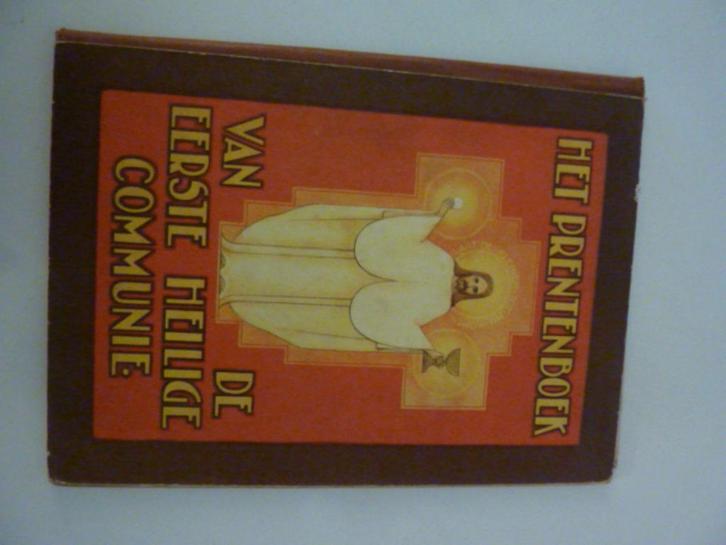 HET PRENTENBOEK
VAN DE
EERSTE HEILIGE
COMMUNIE.